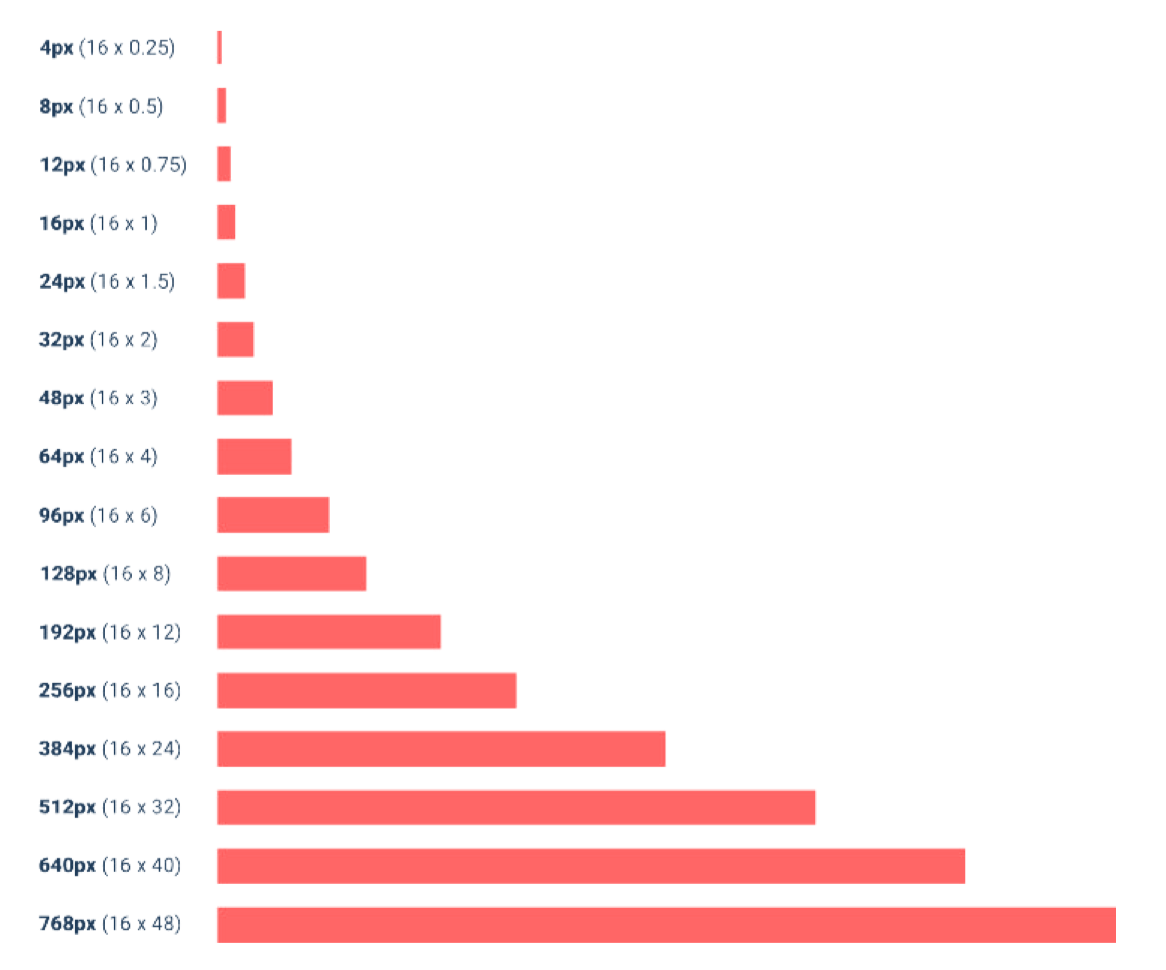 4px (16 x 0.25)
8px (16 x 0.5)
12px (16 x 0.75)
16px (16 x 1)
24px (16 x 1.5)
32px (16 x 2)
48px (16 x 3)
64px (16 x 4)
96px (16 x 6)
128px (16 x 8)
192px (16 x 12)
256px (16 x 16)
384px (16 x 24)
512px (16 x 32)
640px (16 x 40)
768px (16 x 48)